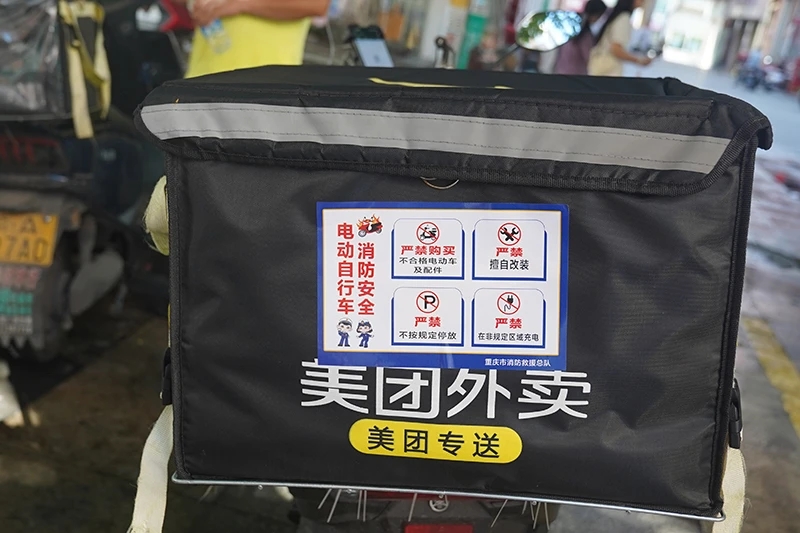 电动自行车
消防安全
严禁购买
不合格电动车
及配件
严禁
擅自改装
P
严禁
不按规定停放
严禁
在非规定区域充电
重庆市消防救援总队
美团外卖
美团专送